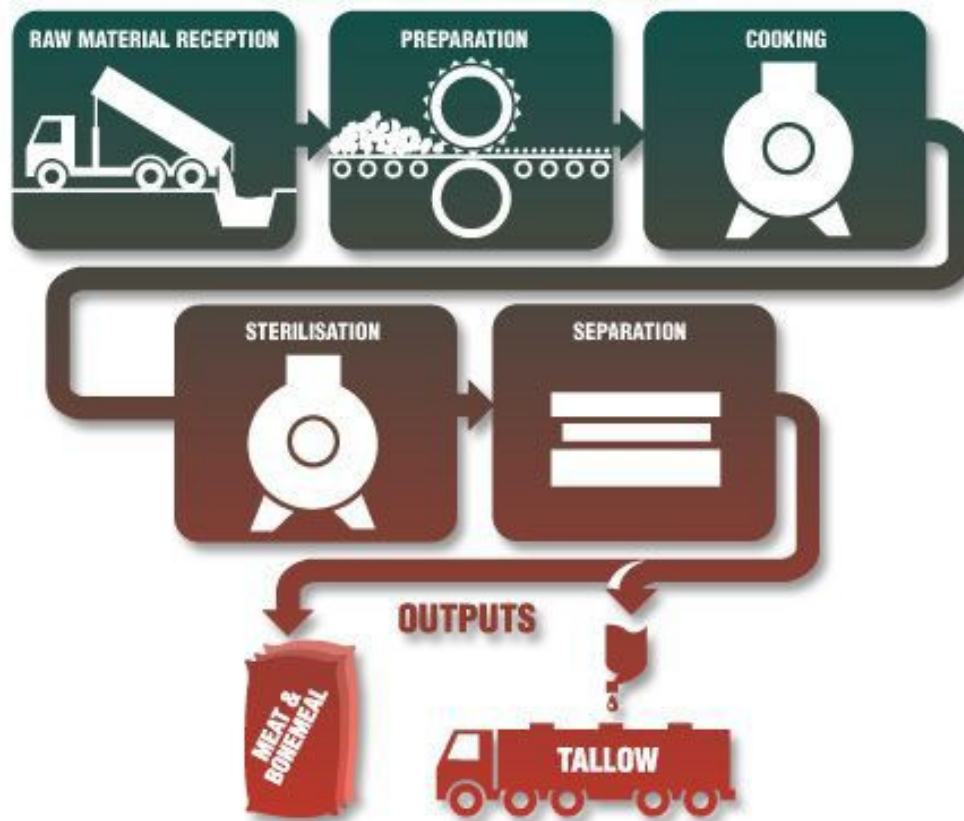 RAW MATERIAL RECEPTION
PREPARATION
COOKING
STERILISATION
SEPARATION
OUTPUTS
MEAT &
BONEMEAL
TALLOW